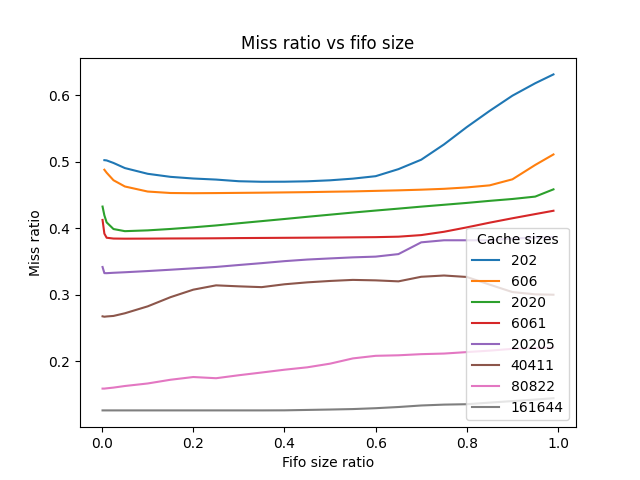 Miss ratio vs fifo size
Miss ratio
0.6
0.5
0.4
0.3
0.2
Cache sizes
202
606
2020
6061
20205
40411
80822
161644
0.0 0.2 0.4 0.6 0.8 1.0
Fifo size ratio